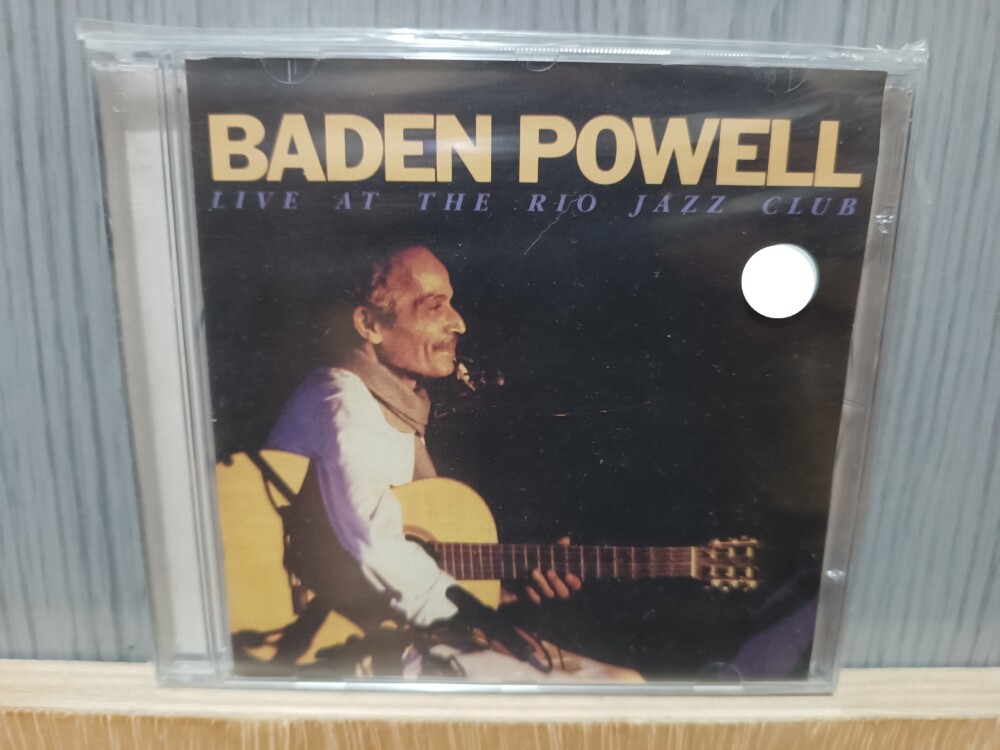 BADEN POWELL
LIVE AT THE RIO JAZZ CLUB